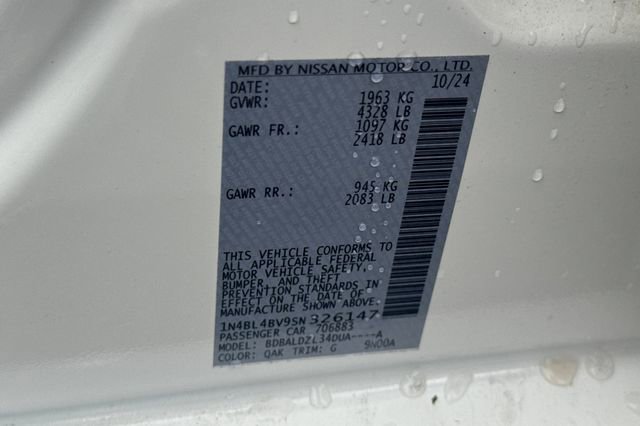 MFD BY NISSAN MOTOR CO., LTD.
DATE: 10/24
GVWR: 1963 KG
4328 LB
GAWR FR.: 1097 KG
2418 LB
GAWR RR.: 945 KG
2083 LB
THIS VEHICLE CONFORMS TO
ALL APPLICABLE FEDERAL
MOTOR VEHICLE SAFETY,
BUMPER, AND THEFT
PREVENTION STANDARDS IN
EFFECT ON THE DATE OF
MANUFACTURE SHOWN ABOVE.
1N4BL4BV9SN326147
PASSENGER CAR 706883
MODEL: BDBALDZL34DUA----A
COLOR: QAK TRIM: G 9N00A